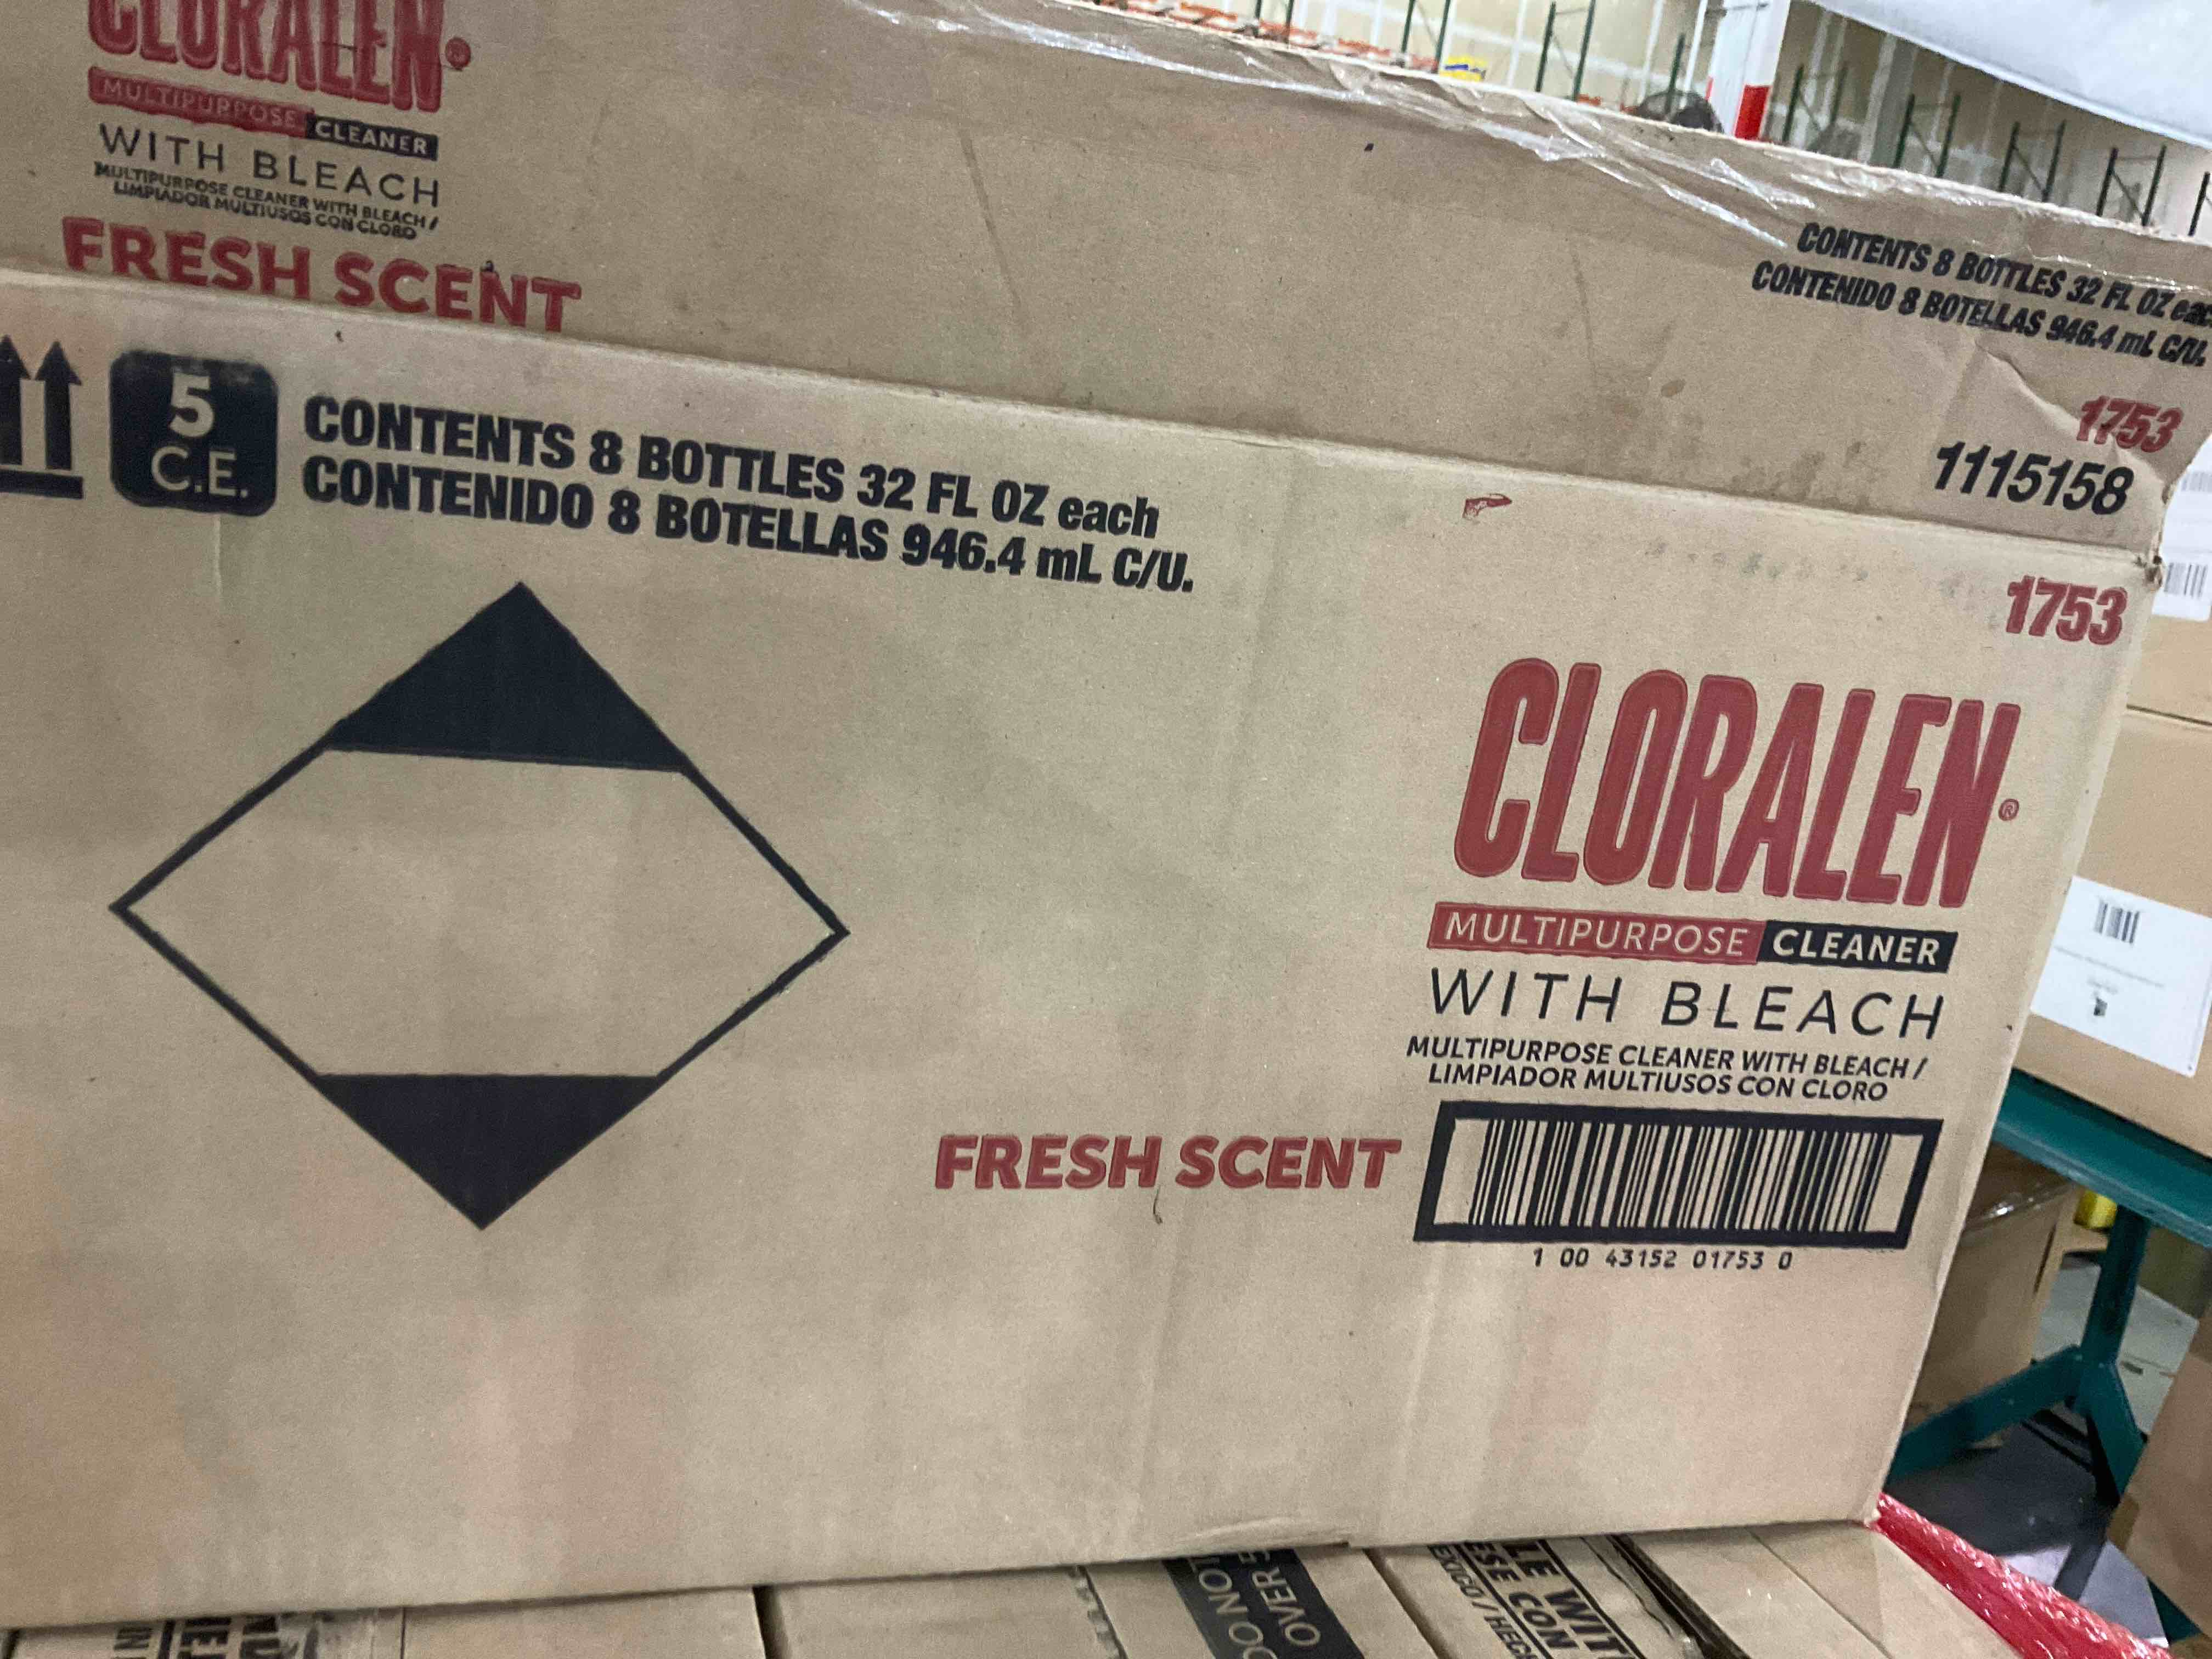 CLORALEN®
MULTIPURPOSE CLEANER
WITH BLEACH
MULTIPURPOSE CLEANER WITH BLEACH /
LIMPIADOR MULTIUSOS CON CLORO
FRESH SCENT
CONTENTS 8 BOTTLES 32 FL OZ
CONTENIDO 8 BOTELLAS 946.4 mL C/U.
1753
1115158
5
C.E.
CONTENTS 8 BOTTLES 32 FL OZ each
CONTENIDO 8 BOTELLAS 946.4 mL C/U.
1753
CLORALEN®
MULTIPURPOSE CLEANER
WITH BLEACH
MULTIPURPOSE CLEANER WITH BLEACH /
LIMPIADOR MULTIUSOS CON CLORO
FRESH SCENT
1 00 43152 01753 0
DO NOT
OVER